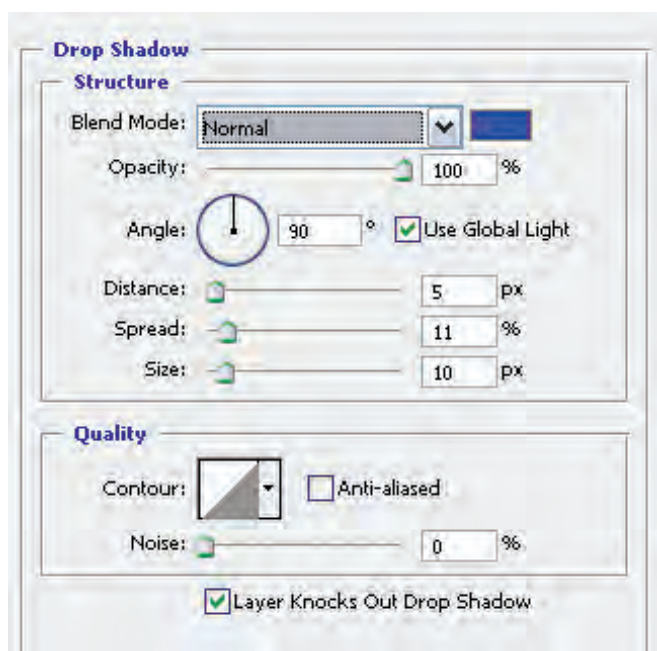 Drop Shadow
Structure
Blend Mode: Normal
Opacity: 100 %
Angle: 90 ° Use Global Light
Distance: 5 px
Spread: 11 %
Size: 10 px
Quality
Contour: Anti-aliased
Noise: 0 %
Layer Knocks Out Drop Shadow